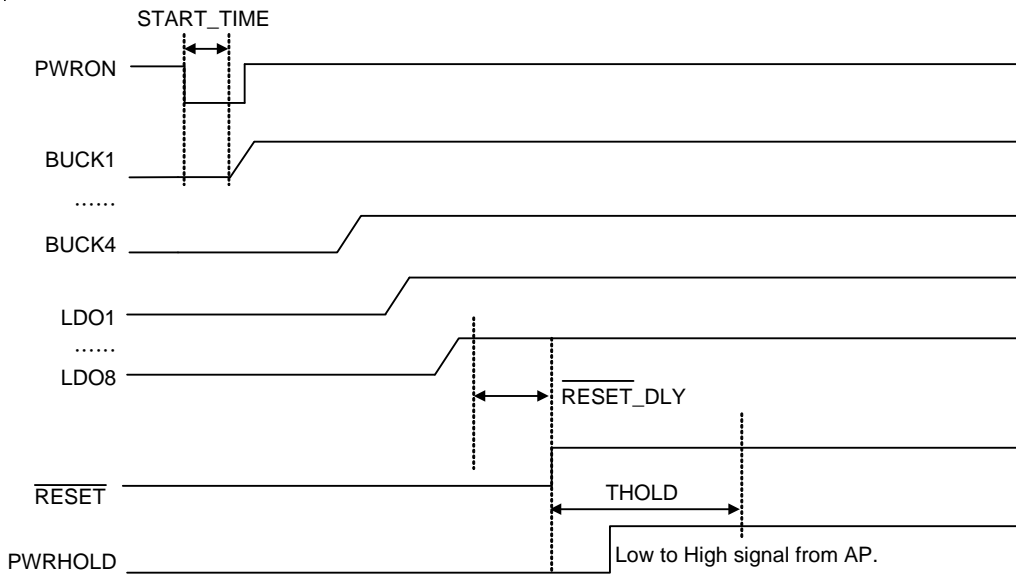 START_TIME
PWRON
BUCK1
……
BUCK4
LDO1
……
LDO8
RESET_DLY
RESET
THOLD
PWRHOLD
Low to High signal from AP.